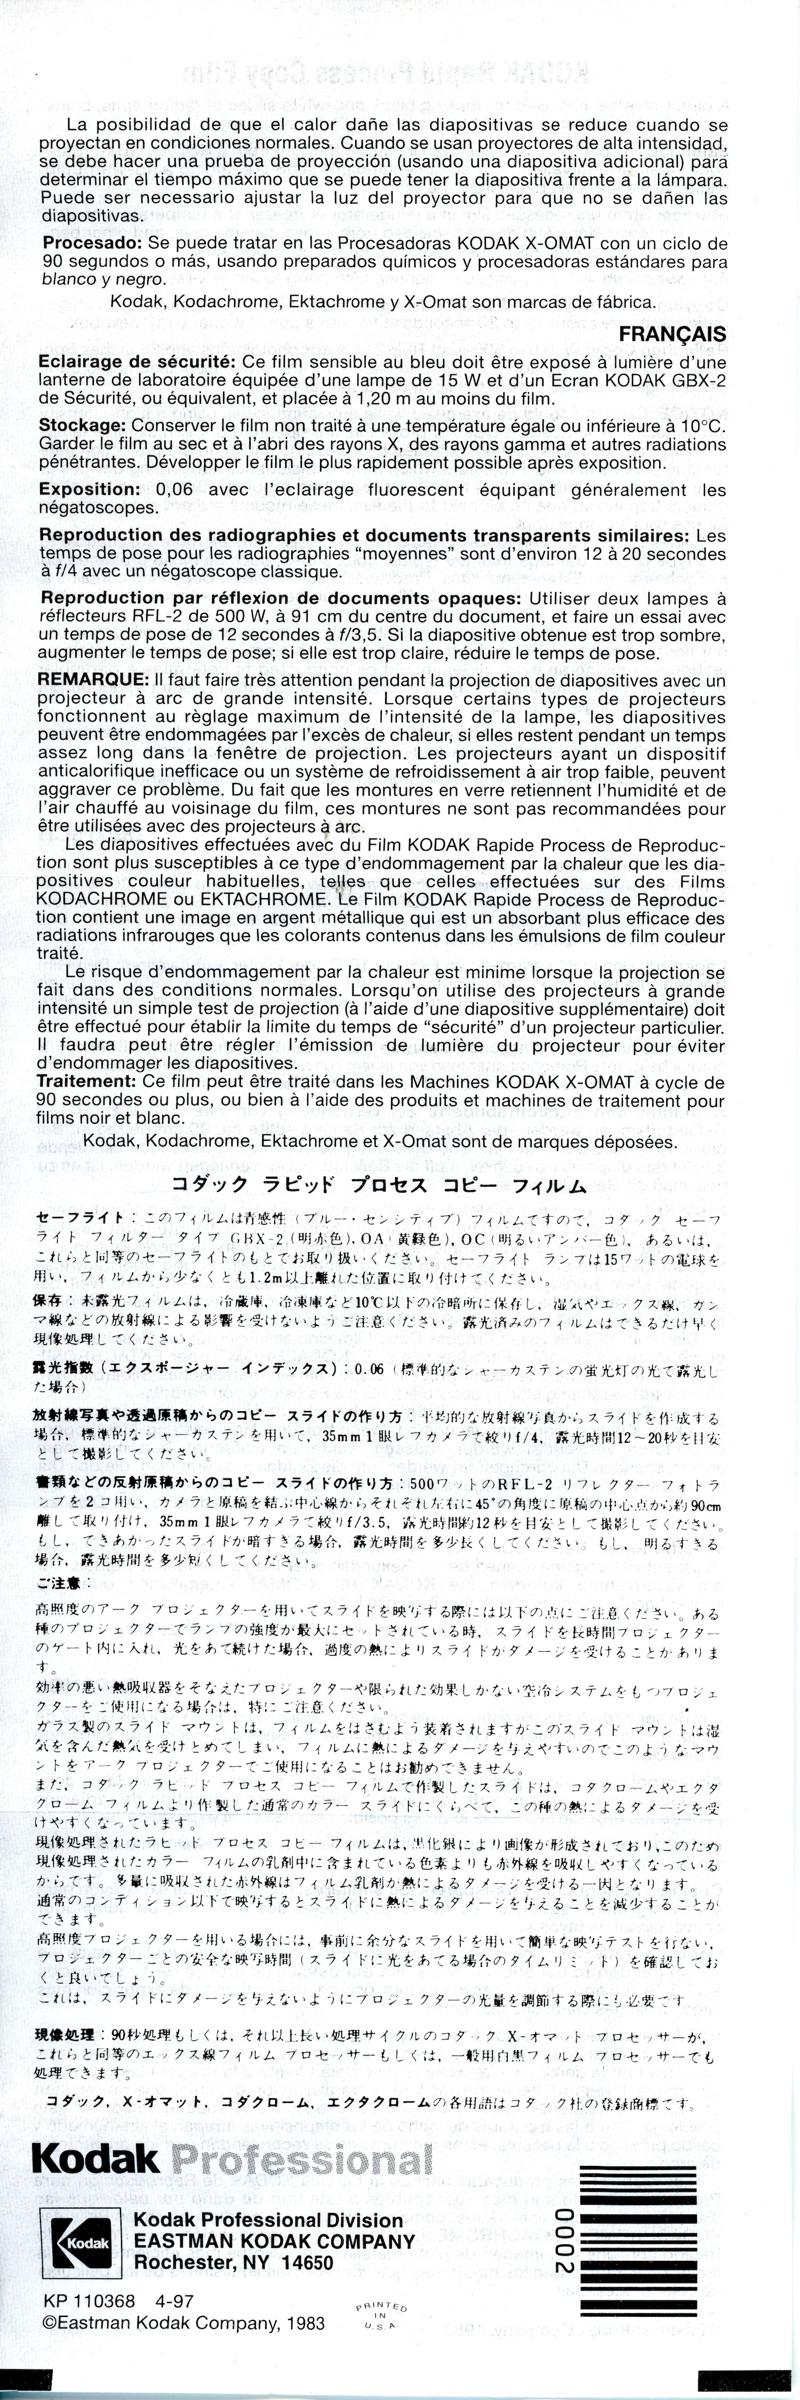 La posibilidad de que el calor dañe las diapositivas se reduce cuando se
proyectan en condiciones normales. Cuando se usan proyectores de alta intensidad,
se debe hacer una prueba de proyección (usando una diapositiva adicional) para
determinar el tiempo máximo que se puede tener la diapositiva frente a la lámpara.
Puede ser necessario ajustar la luz del proyector para que no se dañen las
diapositivas.
Procesado: Se puede tratar en las Procesadoras KODAK X-OMAT con un ciclo de
90 segundos o más, usando preparados químicos y procesadoras estándares para
blanco y negro.
Kodak, Kodachrome, Ektachrome y X-Omat son marcas de fábrica.
FRANÇAIS
Eclairage de sécurité: Ce film sensible au bleu doit être exposé à lumière d'une
lanterne de laboratoire équipée d'une lampe de 15 W et d'un Ecran KODAK GBX-2
de Sécurité, ou équivalent, et placée à 1,20 m au moins du film.
Stockage: Conserver le film non traité à une température égale ou inférieure à 10°C.
Garder le film au sec et à l'abri des rayons X, des rayons gamma et autres radiations
pénétrantes. Développer le film le plus rapidement possible après exposition.
Exposition: 0,06 avec l'eclairage fluorescent équipant généralement les
négatoscopes.
Reproduction des radiographies et documents transparents similaires: Les
temps de pose pour les radiographies “moyennes” sont d'environ 12 à 20 secondes
à f/4 avec un négatoscope classique.
Reproduction par réflexion de documents opaques: Utiliser deux lampes à
réflecteurs RFL-2 de 500 W, à 91 cm du centre du document, et faire un essai avec
un temps de pose de 12 secondes à f/3,5. Si la diapositive obtenue est trop sombre,
augmenter le temps de pose; si elle est trop claire, réduire le temps de pose.
REMARQUE: Il faut faire très attention pendant la projection de diapositives avec un
projecteur à arc de grande intensité. Lorsque certains types de projecteurs
fonctionnent au règlage maximum de l'intensité de la lampe, les diapositives
peuvent être endommagées par l'excès de chaleur, si elles restent pendant un temps
assez long dans la fenêtre de projection. Les projecteurs ayant un dispositif
anticalorifique inefficace ou un système de refroidissement à air trop faible, peuvent
aggraver ce problème. Du fait que les montures en verre retiennent l'humidité et de
l'air chauffé au voisinage du film, ces montures ne sont pas recommandées pour
être utilisées avec des projecteurs à arc.
Les diapositives effectuées avec du Film KODAK Rapide Process de Reproduc-
tion sont plus susceptibles à ce type d'endommagement par la chaleur que les dia-
positives couleur habituelles, telles que celles effectuées sur des Films
KODACHROME ou EKTACHROME. Le Film KODAK Rapide Process de Reproduc-
tion contient une image en argent métallique qui est un absorbant plus efficace des
radiations infrarouges que les colorants contenus dans les émulsions de film couleur
traité.
Le risque d'endommagement par la chaleur est minime lorsque la projection se
fait dans des conditions normales. Lorsqu'on utilise des projecteurs à grande
intensité un simple test de projection (à l'aide d'une diapositive supplémentaire) doit
être effectué pour établir la limite du temps de “sécurité” d'un projecteur particulier.
Il faudra peut être régler l'émission de lumière du projecteur pour éviter
d'endommager les diapositives.
Traitement: Ce film peut être traité dans les Machines KODAK X-OMAT à cycle de
90 secondes ou plus, ou bien à l'aide des produits et machines de traitement pour
films noir et blanc.
Kodak, Kodachrome, Ektachrome et X-Omat sont de marques déposées.
コダック ラピッド プロセス コピー フィルム
セーフライト：このフィルムは青感性（ブルー・センシティブ）フィルムですので，コダック セーフ
ライト フィルター タイプ GBX-2（明赤色），OA（黄緑色），OC（明るいアンバー色），あるいは，
これらと同等のセーフライトのもとでお取り扱いください。セーフライト ランプは15ワットの電球を
用い，フィルムから少なくとも1.2m以上離れた位置に取り付けてください。
保存：未露光フィルムは，冷蔵庫，冷凍庫など10℃以下の冷暗所に保存し，湿気やエックス線，ガン
マ線などの放射線による影響を受けないようご注意ください。露光済みのフィルムはできるだけ早く
現像処理してください。
露光指数（エクスポージャー インデックス）：0.06（標準的なシャーカステンの蛍光灯の光で露光し
た場合）
放射線写真や透過原稿からのコピー スライドの作り方：平均的な放射線写真からスライドを作成する
場合，標準的なシャーカステンを用いて，35mm１眼レフカメラで絞りf/4，露光時間12～20秒を目安
として撮影してください。
書類などの反射原稿からのコピー スライドの作り方：500ワットのRFL-2 リフレクター フォトラ
ンプを２コ用い，カメラと原稿を結ぶ中心線からそれぞれ左右に45°の角度に原稿の中心点から約90cm
離して取り付け，35mm１眼レフカメラで絞りf/3.5，露光時間約12秒を目安として撮影してください。
もし，できあがったスライドが暗すぎる場合，露光時間を多少長くしてください。もし，明るすぎる
場合，露光時間を多少短くしてください。
ご注意：
高照度のアーク プロジェクターを用いてスライドを映写する際には以下の点にご注意ください。ある
種のプロジェクターでランプの強度が最大にセットされている時，スライドを長時間プロジェクター
のゲート内に入れ，光をあて続けた場合，過度の熱によりスライドがダメージを受けることがありま
す。
効率の悪い熱吸収器をそなえたプロジェクターや限られた効果しかない空冷システムをもつプロジェ
クターをご使用になる場合は，特にご注意ください。
ガラス製のスライド マウントは，フィルムをはさむよう装着されますがこのスライド マウントは湿
気を含んだ熱気を受けとめてしまい，フィルムに熱によるダメージを与えやすいのでこのようなマウ
ントをアーク プロジェクターでご使用になることはお勧めできません。
また，コダック ラピッド プロセス コピー フィルムで作製したスライドは，コダクロームやエクタ
クローム フィルムより作製した通常のカラー スライドにくらべて，この種の熱によるダメージを受
けやすくなっています。
現像処理されたラピッド プロセス コピー フィルムは，黒化銀により画像が形成されており，このため
現像処理されたカラー フィルムの乳剤中に含まれている色素よりも赤外線を吸収しやすくなっている
からです。多量に吸収された赤外線はフィルム乳剤が熱によるダメージを受ける一因となります。
通常のコンディション以下で映写するとスライドに熱によるダメージを与えることを減少することが
できます。
高照度プロジェクターを用いる場合には，事前に余分なスライドを用いて簡単な映写テストを行ない，
プロジェクターごとの安全な映写時間（スライドに光をあてる場合のタイムリミット）を確認してお
くと良いでしょう。
これは，スライドにダメージを与えないようにプロジェクターの光量を調節する際にも必要です
現像処理：90秒処理もしくは，それ以上長い処理サイクルのコダック X-オマット プロセッサーが，
これらと同等のエックス線フィルム プロセッサーもしくは，一般用白黒フィルム プロセッサーでも
処理できます。
コダック，X-オマット，コダクローム，エクタクロームの各用語はコダック社の登録商標です。
Kodak Professional
Kodak
Kodak Professional Division
EASTMAN KODAK COMPANY
Rochester, NY 14650
0002
KP 110368 4-97
©Eastman Kodak Company, 1983
PRINTED
IN
U.S.A.